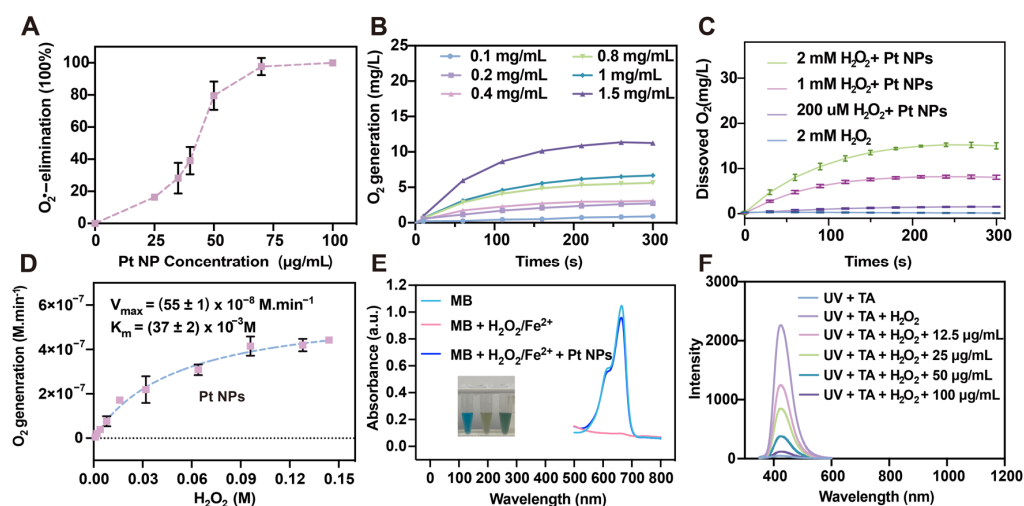 A
O₂•−elimination (100%)
100
80
60
40
20
0
0 25 50 75 100
Pt NP Concentration (μg/mL)
B
O₂ generation (mg/L)
25
20
15
10
5
0
0.1 mg/mL 0.8 mg/mL
0.2 mg/mL 1 mg/mL
0.4 mg/mL 1.5 mg/mL
0 100 200 300
Times (s)
C
Dissoved O₂(mg/L)
30
20
10
0
2 mM H₂O₂+ Pt NPs
1 mM H₂O₂+ Pt NPs
200 uM H₂O₂+ Pt NPs
2 mM H₂O₂
0 100 200 300
Times (s)
D
O₂ genenration (M.min⁻¹)
6×10⁻⁷
4×10⁻⁷
2×10⁻⁷
0
Vmax = (55 ± 1) x 10⁻⁸ M.min⁻¹
Km = (37 ± 2) x 10⁻³M
Pt NPs
0.00 0.03 0.06 0.09 0.12 0.15
H₂O₂ (M)
E
Absorbance (a.u.)
1.2
1.0
0.8
0.6
0.4
0.2
0.0
MB
MB + H₂O₂/Fe²⁺
MB + H₂O₂/Fe²⁺ + Pt NPs
0 100 200 300 400 500 600 700 800
Wavelength (nm)
F
Intensity
3000
2000
1000
0
UV + TA
UV + TA + H₂O₂
UV + TA + H₂O₂ + 12.5 μg/mL
UV + TA + H₂O₂ + 25 μg/mL
UV + TA + H₂O₂ + 50 μg/mL
UV + TA + H₂O₂ + 100 μg/mL
400 600 800 1000 1200
Wavelength (nm)